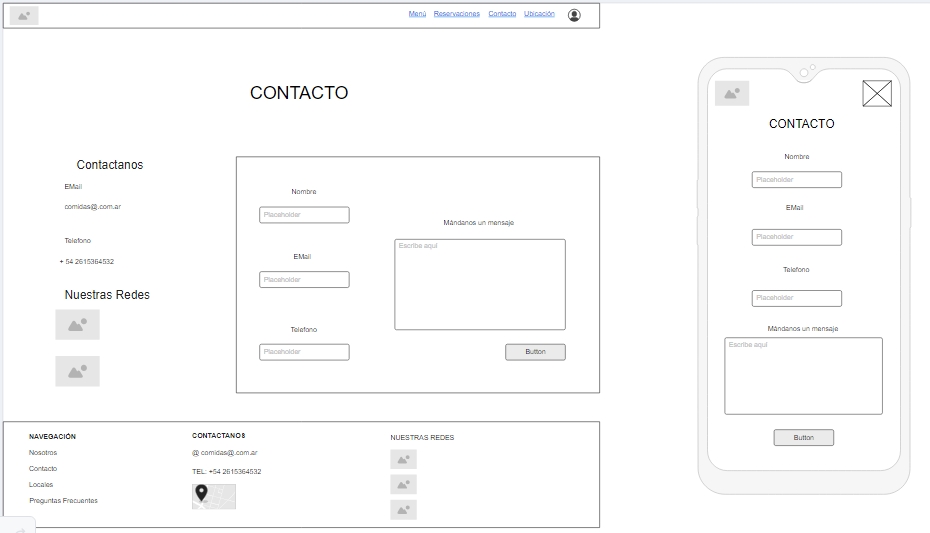 Menú Reservaciones Contacto Ubicación
CONTACTO
Contactanos
EMail
comidas@.com.ar
Telefono
+ 54 2615364532
Nuestras Redes
Nombre
Placeholder
EMail
Placeholder
Telefono
Placeholder
Mándanos un mensaje
Escribe aquí
Button
NAVEGACIÓN
Nosotros
Contacto
Locales
Preguntas Frecuentes
CONTACTANOS
@ comidas@.com.ar
TEL: +54 2615364532
NUESTRAS REDES
CONTACTO
Nombre
Placeholder
EMail
Placeholder
Telefono
Placeholder
Mándanos un mensaje
Escribe aquí
Button